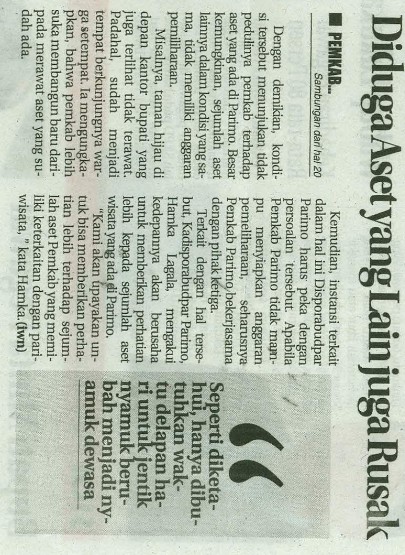 Diduga Aset yang Lain juga Rusak
■ PEMKAB...
Sambungan dari hal 20
Dengan demikian, kondi-
si tersebut menunjukan tidak
pedulinya pemkab terhadap
aset yang ada di Parimo. Besar
kemungkinan, sejumlah aset
lainnya dalam kondisi yang sa-
ma, tidak memiliki anggaran
pemiliharaan.
Misalnya taman hijau di
depan kantor bupati yang
juga terlihat tidak terawat.
Padahal, sudah menjadi
tempat berkunjungnya war-
ga setempat. Ia mengungka-
pkan, bahwa pemkab lebih
suka membangun baru dari-
pada merawat aset yang su-
dah ada.
Kemudian, instansi terkait
dalam hal ini Disporabudpar
Parimo harus peka dengan
persoalan tersebut. Apabila
Pemkab Parimo tidak mam-
pu menyiapkan anggaran
pemeliharaan, seharusnya
Pemkab Parimo bekerjasama
dengan pihak ketiga.
Terkait dengan hal terse-
but, Kadisporabudpar Parimo,
Hamka Lagala, mengakui
kedepannya akan berusaha
untuk memberikan perhatian
lebih kepada sejumlah aset
wisata yang ada di Parimo.
"Kami akan upayakan un-
tuk bisa memberikan perha-
tian lebih terhadap sejum-
lah aset Pemkab yang memi-
liki keterkaitan dengan pari-
wisata, " kata Hamka.(iwn)
“
Seperti diketa-
hui, hanya dibu-
tuhkan wak-
tu delapan ha-
ri untuk jentik
nyamuk beru-
bah menjadi ny-
amuk dewasa